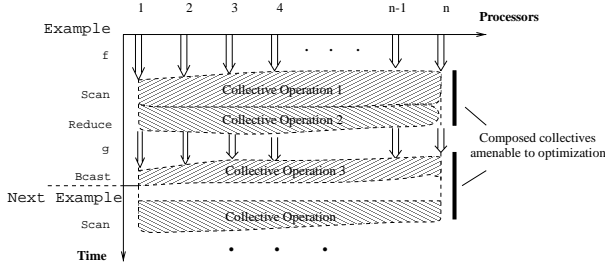 1 2 3 4 n-1 n
Processors
Example
f
. . .
Scan
Collective Operation 1
Reduce
Collective Operation 2
Composed collectives
amenable to optimization
g
Bcast
Collective Operation 3
Next Example
Scan
Collective Operation
Time
• • •